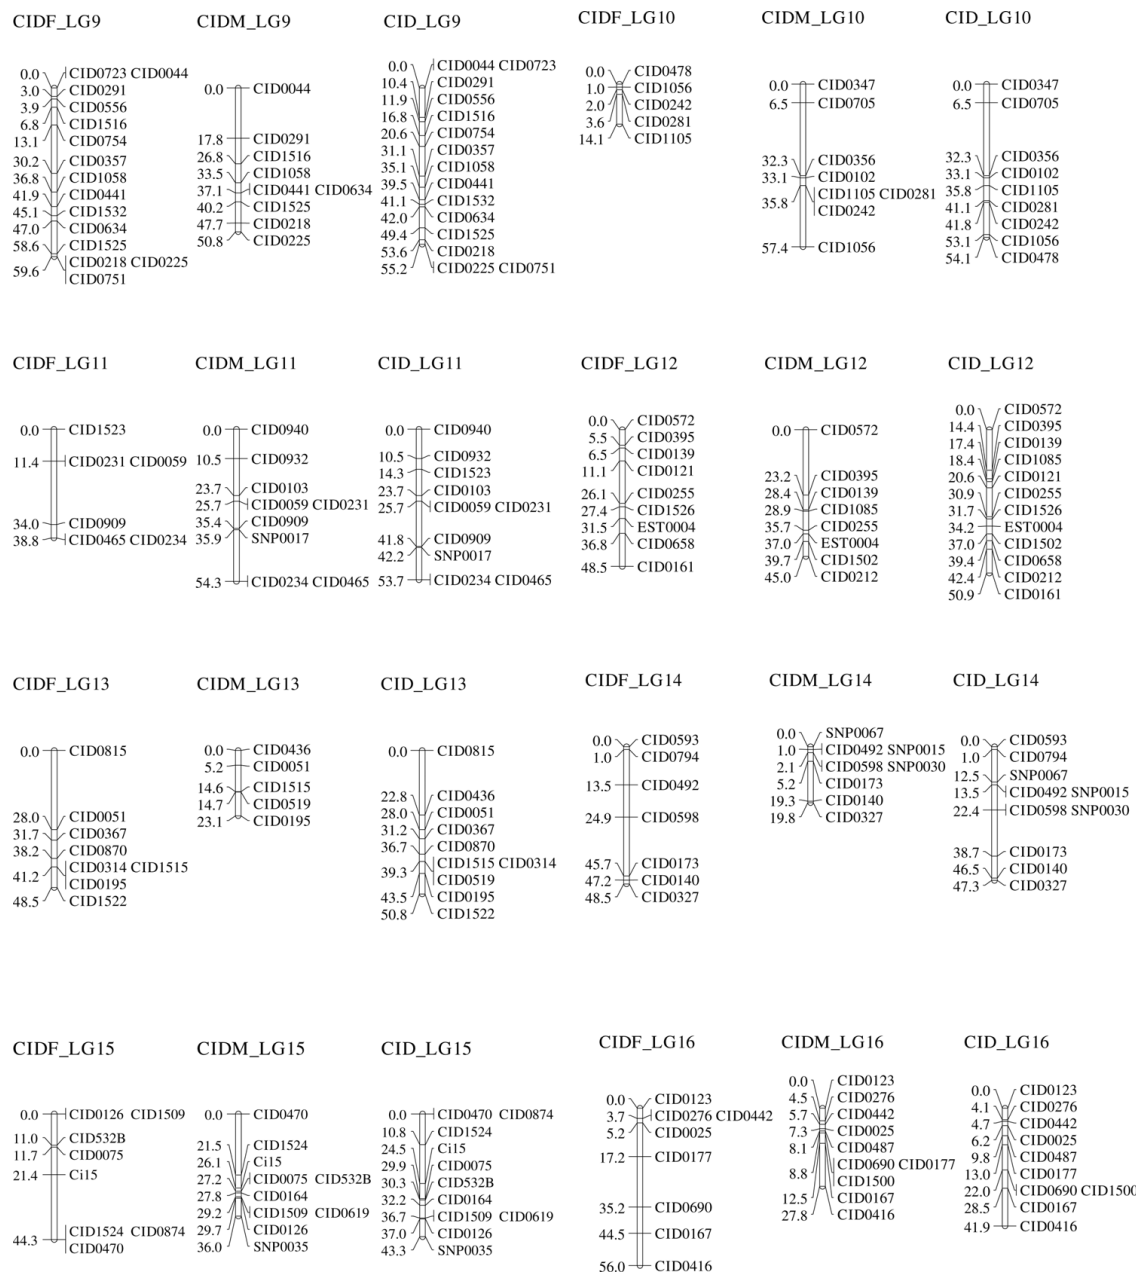 CIDF_LG9
0.0 CID0723 CID0044
3.0 CID0291
3.9 CID0556
6.8 CID1516
13.1 CID0754
30.2 CID0357
36.8 CID1058
41.9 CID0441
45.1 CID1532
47.0 CID0634
58.6 CID1525
59.6 CID0218 CID0225
CID0751
CIDM_LG9
0.0 CID0044
17.8 CID0291
26.8 CID1516
33.5 CID1058
37.1 CID0441 CID0634
40.2 CID1525
47.7 CID0218
50.8 CID0225
CID_LG9
0.0 CID0044 CID0723
10.4 CID0291
11.9 CID0556
16.8 CID1516
20.6 CID0754
31.1 CID0357
35.1 CID1058
39.5 CID0441
41.1 CID1532
42.0 CID0634
49.4 CID1525
53.6 CID0218
55.2 CID0225 CID0751
CIDF_LG10
0.0 CID0478
1.0 CID1056
2.0 CID0242
3.6 CID0281
14.1 CID1105
CIDM_LG10
0.0 CID0347
6.5 CID0705
32.3 CID0356
33.1 CID0102
35.8 CID1105 CID0281
CID0242
57.4 CID1056
CID_LG10
0.0 CID0347
6.5 CID0705
32.3 CID0356
33.1 CID0102
35.8 CID1105
41.1 CID0281
41.8 CID0242
53.1 CID1056
54.1 CID0478
CIDF_LG11
0.0 CID1523
11.4 CID0231 CID0059
34.0 CID0909
38.8 CID0465 CID0234
CIDM_LG11
0.0 CID0940
10.5 CID0932
23.7 CID0103
25.7 CID0059 CID0231
35.4 CID0909
35.9 SNP0017
54.3 CID0234 CID0465
CID_LG11
0.0 CID0940
10.5 CID0932
14.3 CID1523
23.7 CID0103
25.7 CID0059 CID0231
41.8 CID0909
42.2 SNP0017
53.7 CID0234 CID0465
CIDF_LG12
0.0 CID0572
5.5 CID0395
6.5 CID0139
11.1 CID0121
26.1 CID0255
27.4 CID1526
31.5 EST0004
36.8 CID0658
48.5 CID0161
CIDM_LG12
0.0 CID0572
23.2 CID0395
28.4 CID0139
28.9 CID1085
35.7 CID0255
37.0 EST0004
39.7 CID1502
45.0 CID0212
CID_LG12
0.0 CID0572
14.4 CID0395
17.4 CID0139
18.4 CID1085
20.6 CID0121
30.9 CID0255
31.7 CID1526
34.2 EST0004
37.0 CID1502
39.4 CID0658
42.4 CID0212
50.9 CID0161
CIDF_LG13
0.0 CID0815
28.0 CID0051
31.7 CID0367
38.2 CID0870
41.2 CID0314 CID1515
CID0195
48.5 CID1522
CIDM_LG13
0.0 CID0436
5.2 CID0051
14.6 CID1515
14.7 CID0519
23.1 CID0195
CID_LG13
0.0 CID0815
22.8 CID0436
28.0 CID0051
31.2 CID0367
36.7 CID0870
39.3 CID1515 CID0314
CID0519
43.5 CID0195
50.8 CID1522
CIDF_LG14
0.0 CID0593
1.0 CID0794
13.5 CID0492
24.9 CID0598
45.7 CID0173
47.2 CID0140
48.5 CID0327
CIDM_LG14
0.0 SNP0067
1.0 CID0492 SNP0015
2.1 CID0598 SNP0030
5.2 CID0173
19.3 CID0140
19.8 CID0327
CID_LG14
0.0 CID0593
1.0 CID0794
12.5 SNP0067
13.5 CID0492 SNP0015
22.4 CID0598 SNP0030
38.7 CID0173
46.5 CID0140
47.3 CID0327
CIDF_LG15
0.0 CID0126 CID1509
11.0 CID532B
11.7 CID0075
21.4 Ci15
44.3 CID1524 CID0874
CID0470
CIDM_LG15
0.0 CID0470
21.5 CID1524
26.1 Ci15
27.2 CID0075 CID532B
27.8 CID0164
29.2 CID1509 CID0619
29.7 CID0126
36.0 SNP0035
CID_LG15
0.0 CID0470 CID0874
10.8 CID1524
24.5 Ci15
29.9 CID0075
30.3 CID532B
32.2 CID0164
36.7 CID1509 CID0619
37.0 CID0126
43.3 SNP0035
CIDF_LG16
0.0 CID0123
3.7 CID0276 CID0442
5.2 CID0025
17.2 CID0177
35.2 CID0690
44.5 CID0167
56.0 CID0416
CIDM_LG16
0.0 CID0123
4.5 CID0276
5.7 CID0442
7.3 CID0025
8.1 CID0487
8.8 CID0690 CID0177
CID1500
12.5 CID0167
27.8 CID0416
CID_LG16
0.0 CID0123
4.1 CID0276
4.7 CID0442
6.2 CID0025
9.8 CID0487
13.0 CID0177
22.0 CID0690 CID1500
28.5 CID0167
41.9 CID0416